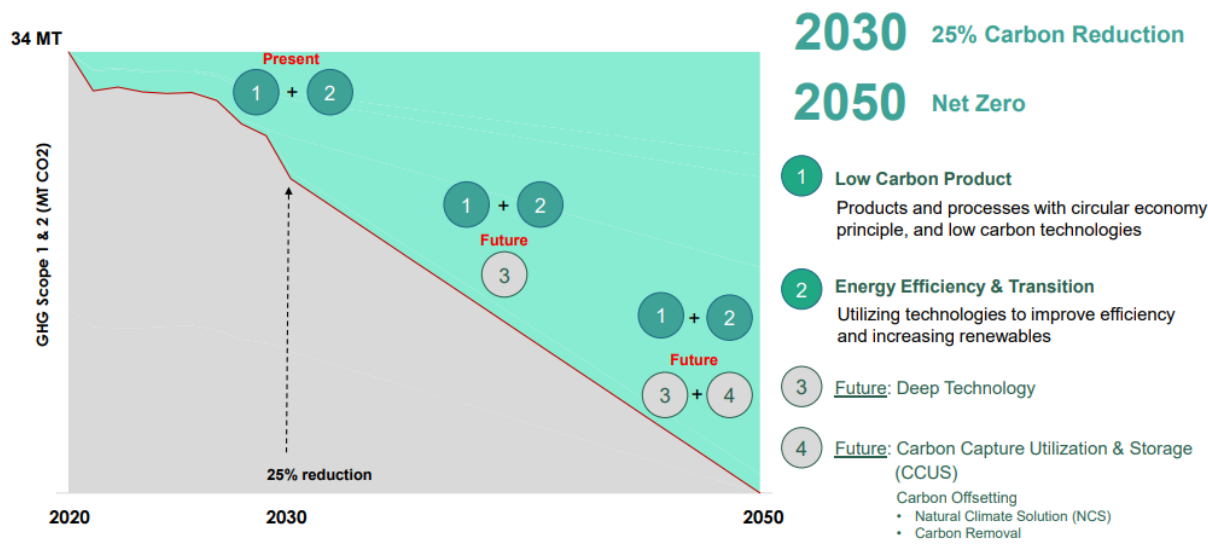 34 MT
GHG Scope 1 & 2 (MT CO2)
Present
1 + 2
1 + 2
Future
3
1 + 2
Future
3 + 4
25% reduction
2020
2030
2050
2030 25% Carbon Reduction
2050 Net Zero
1 Low Carbon Product
Products and processes with circular economy
principle, and low carbon technologies
2 Energy Efficiency & Transition
Utilizing technologies to improve efficiency
and increasing renewables
3 Future: Deep Technology
4 Future: Carbon Capture Utilization & Storage
(CCUS)
Carbon Offsetting
• Natural Climate Solution (NCS)
• Carbon Removal